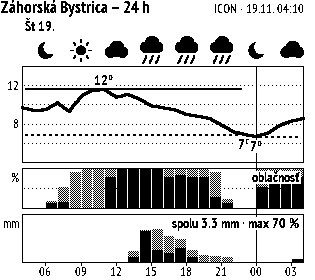 Záhorská Bystrica – 24 h
ICON · 19.11. 04:10
Št 19.
12°
12
8
7°7°
%
oblačnosť
mm
spolu 3.3 mm · max 70 %
06 09 12 15 18 21 00 03